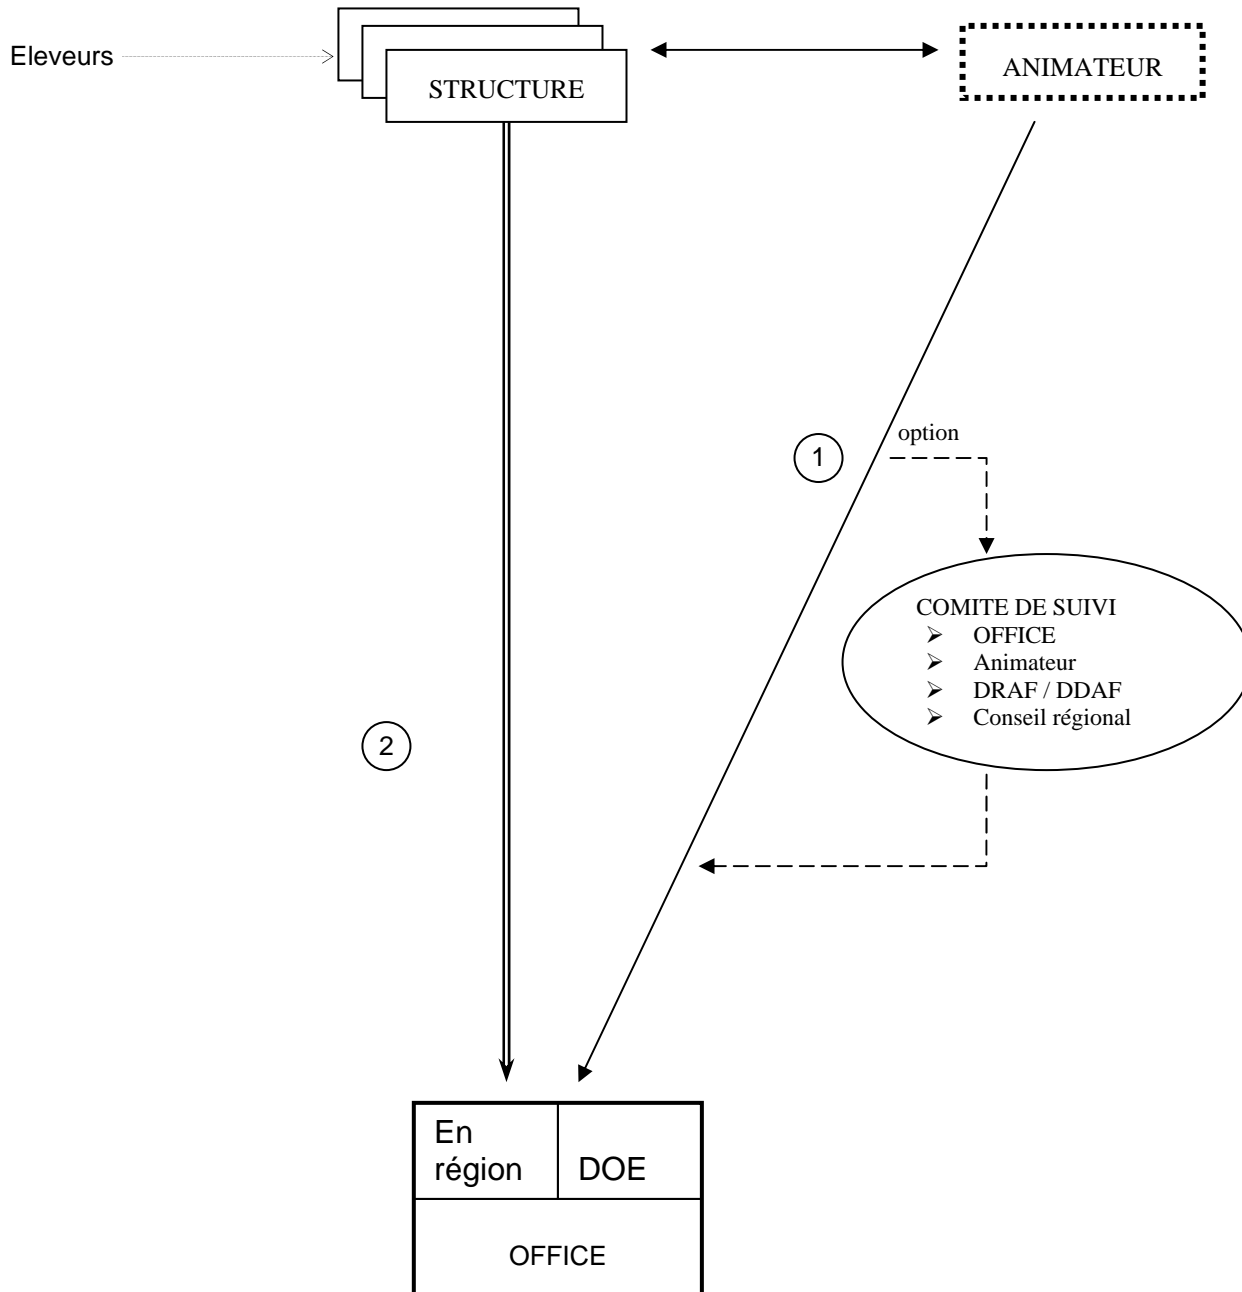 Eleveurs
STRUCTURE
ANIMATEUR
option
1
COMITE DE SUIVI
➢ OFFICE
➢ Animateur
➢ DRAF / DDAF
➢ Conseil régional
2
En
région
DOE
OFFICE